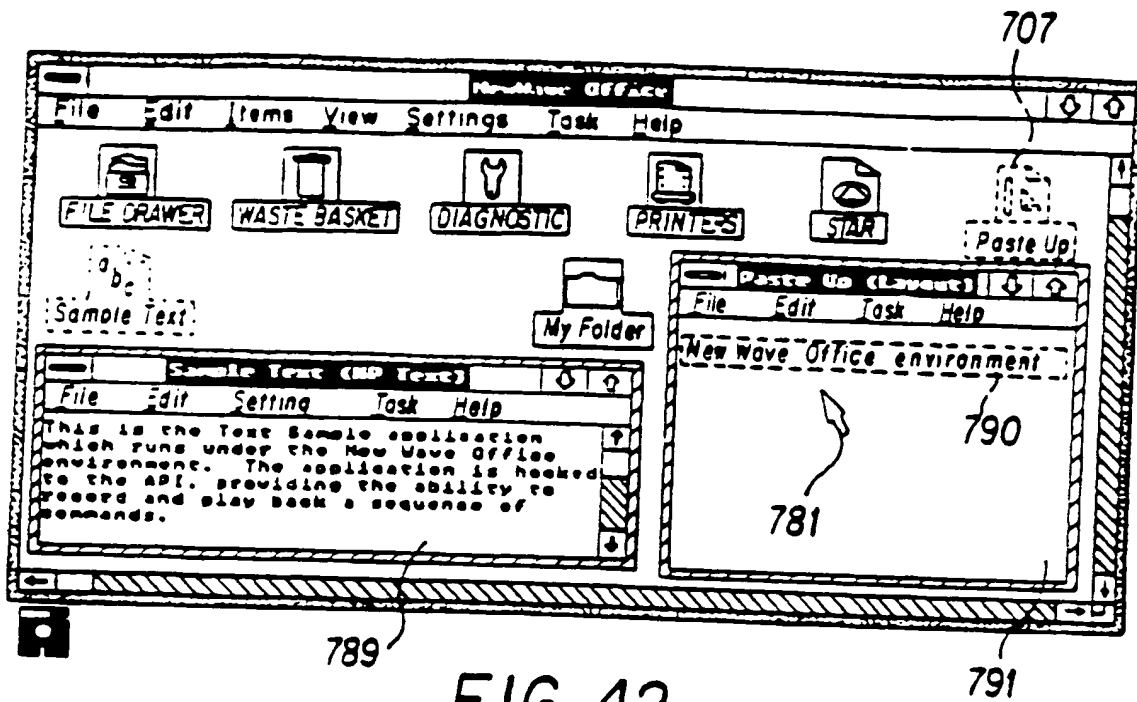 707
NewWave Office
File Edit Items View Settings Task Help
FILE DRAWER WASTE BASKET DIAGNOSTIC PRINTERS STAR Paste Up
abc
Sample Text
My Folder
Paste Up (Layout)
File Edit Task Help
New Wave Office environment
790
781
Sample Text (HP Text)
File Edit Setting Task Help
This is the Text Sample application
which runs under the New Wave Office
environment. The application is hooked
to the API, providing the ability to
record and play back a sequence of
commands.
789
791
FIG 42